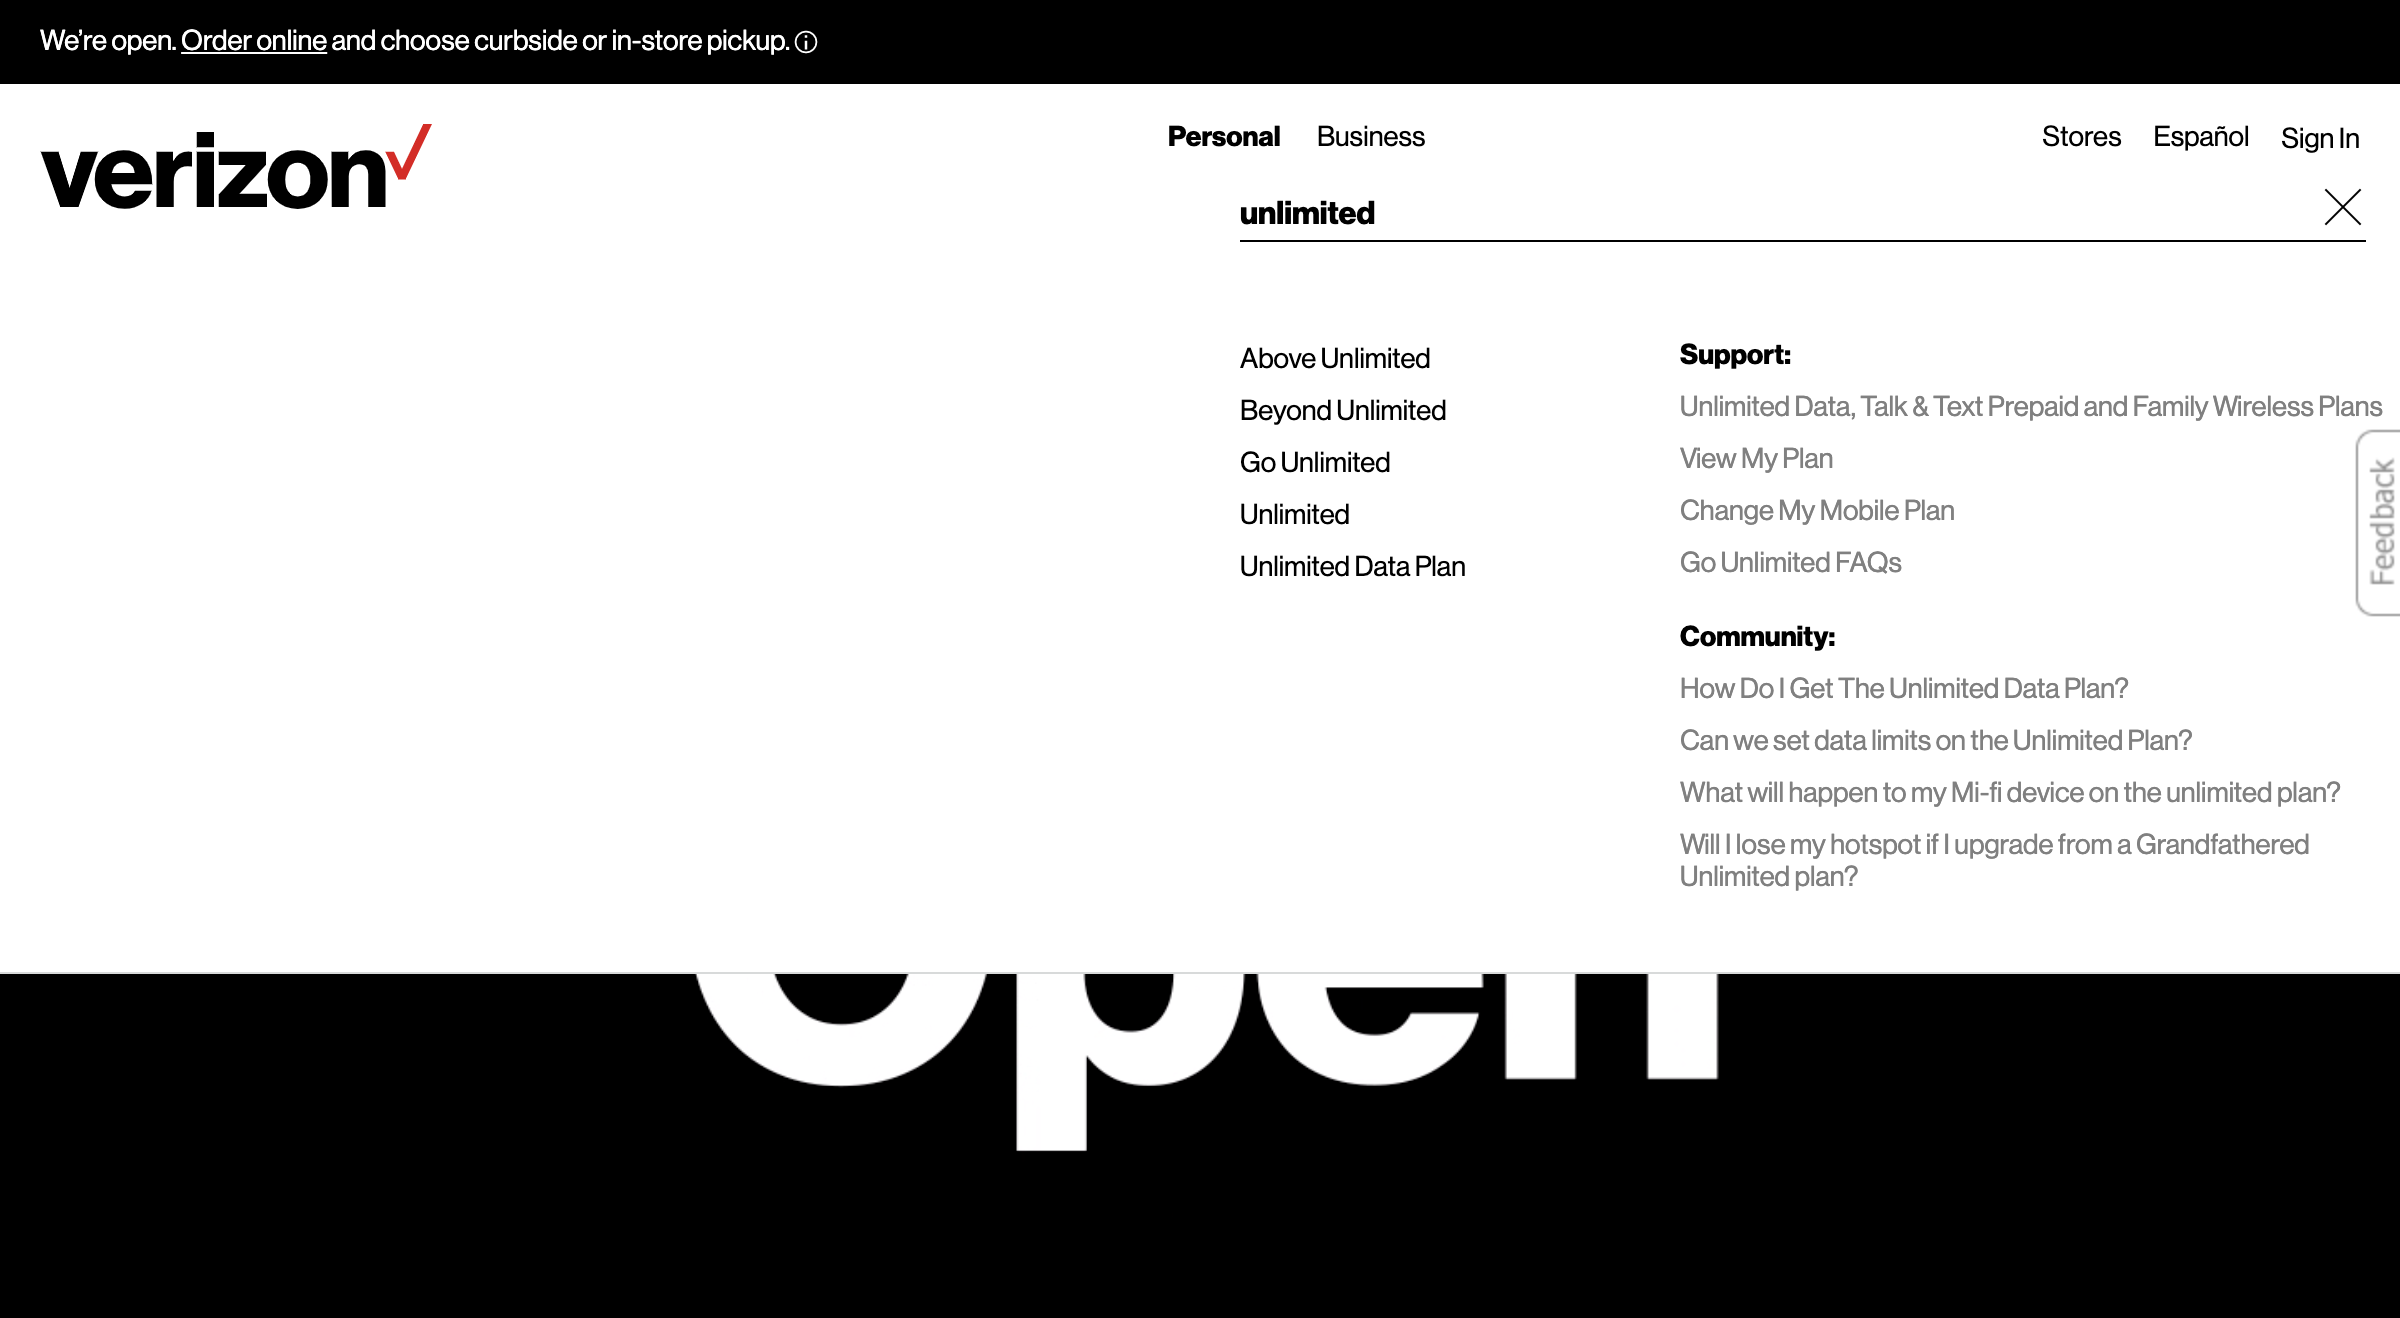 We're open. Order online and choose curbside or in-store pickup.
verizon
Personal Business
Stores Español Sign In
unlimited
Above Unlimited
Beyond Unlimited
Go Unlimited
Unlimited
Unlimited Data Plan
Support:
Unlimited Data, Talk & Text Prepaid and Family Wireless Plans
View My Plan
Change My Mobile Plan
Go Unlimited FAQs
Community:
How Do I Get The Unlimited Data Plan?
Can we set data limits on the Unlimited Plan?
What will happen to my Mi-fi device on the unlimited plan?
Will I lose my hotspot if I upgrade from a Grandfathered
Unlimited plan?
Feedback
open